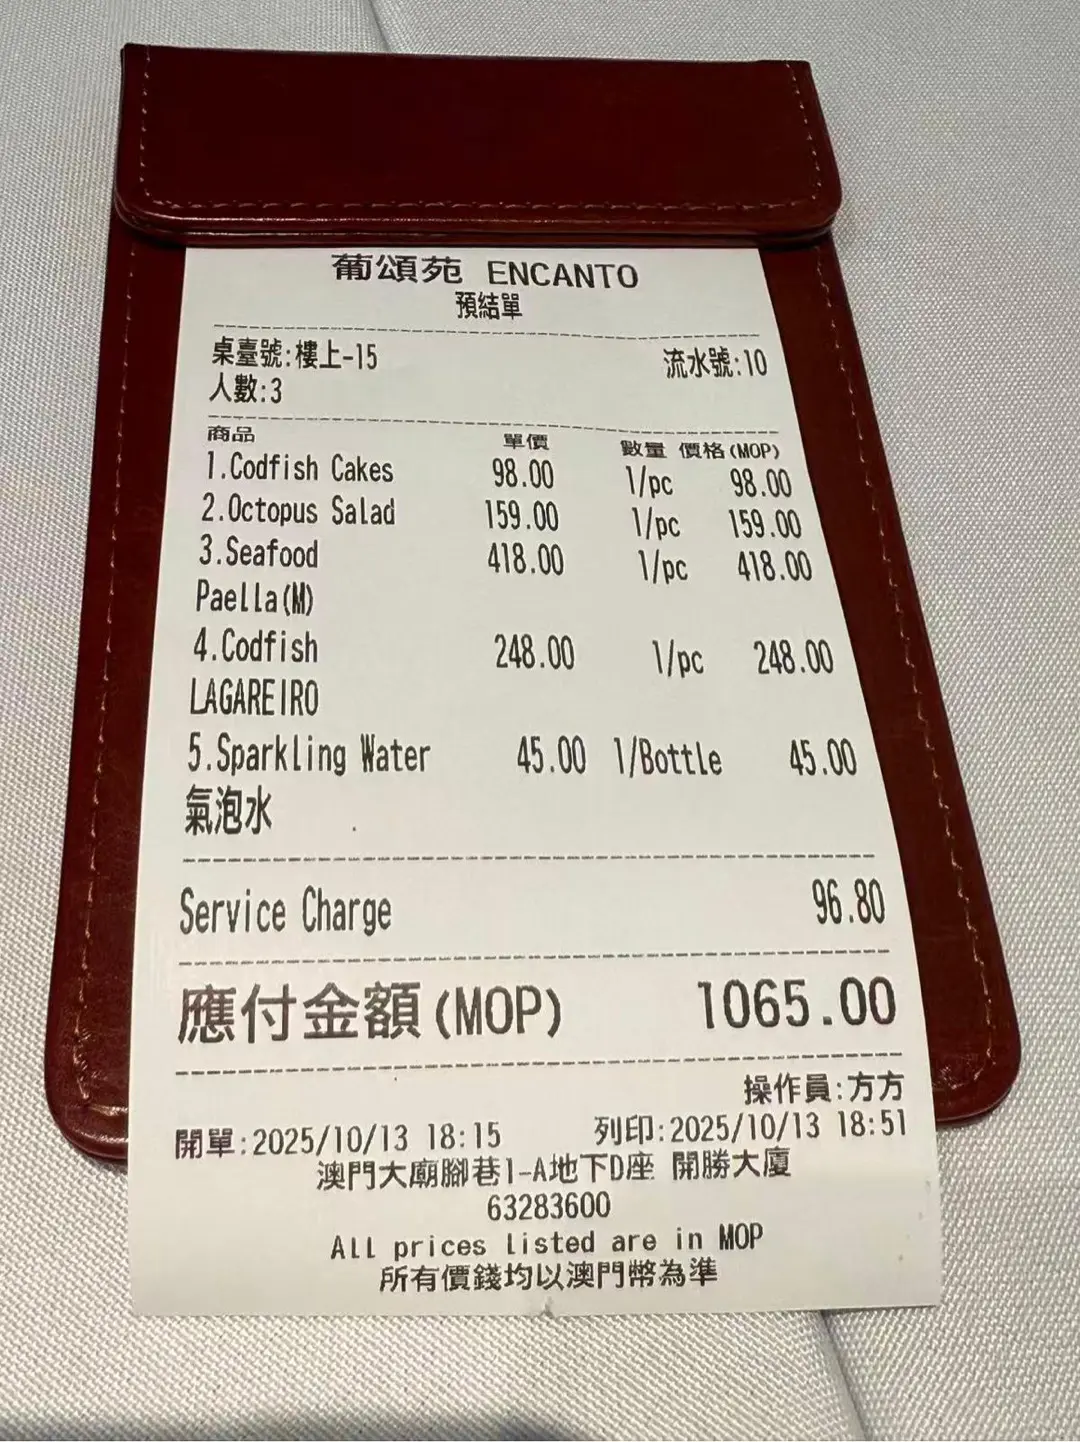 葡頌苑 ENCANTO
預結單
桌臺號:樓上-15 流水號:10
人數:3
商品 單價 數量 價格(MOP)
1.Codfish Cakes 98.00 1/pc 98.00
2.Octopus Salad 159.00 1/pc 159.00
3.Seafood 418.00 1/pc 418.00
Paella(M)
4.Codfish 248.00 1/pc 248.00
LAGAREIRO
5.Sparkling Water 45.00 1/Bottle 45.00
氣泡水
Service Charge 96.80
應付金額(MOP) 1065.00
操作員:方方
開單:2025/10/13 18:15 列印:2025/10/13 18:51
澳門大廟腳巷1-A地下D座 開勝大廈
63283600
All prices listed are in MOP
所有價錢均以澳門幣為準